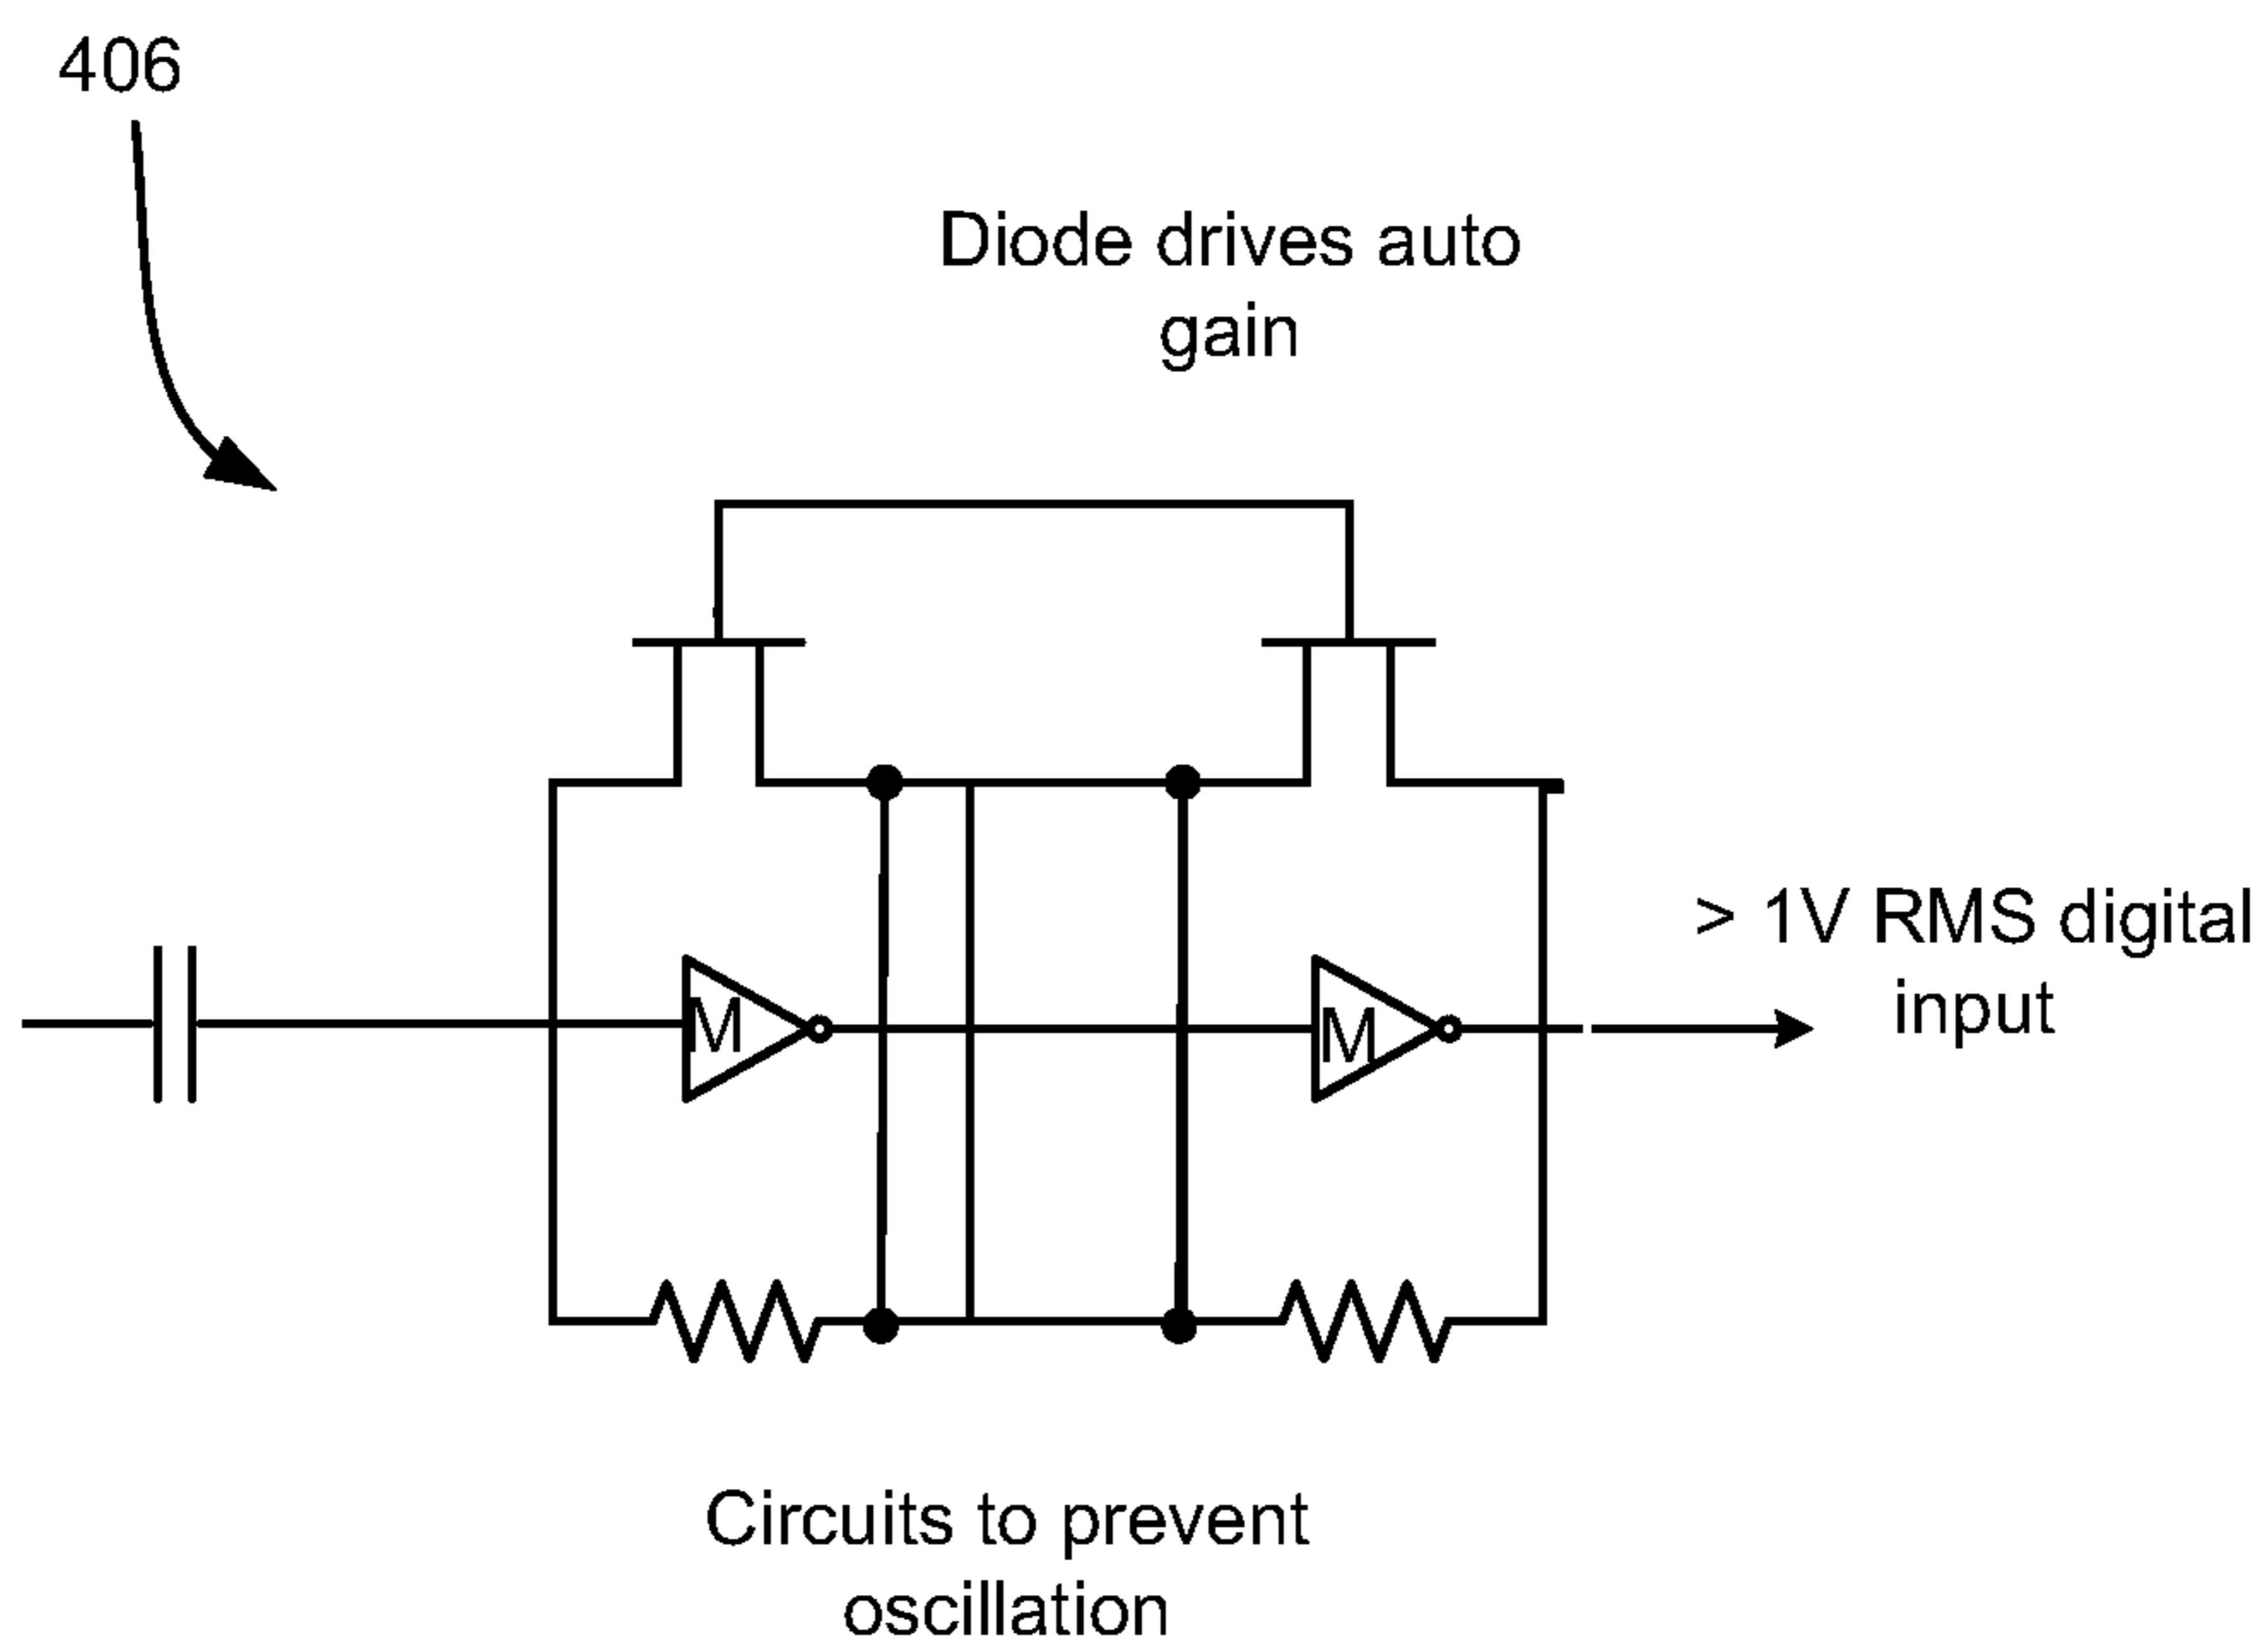 406
Diode drives auto
gain
> 1V RMS digital
input
M
M
Circuits to prevent
oscillation